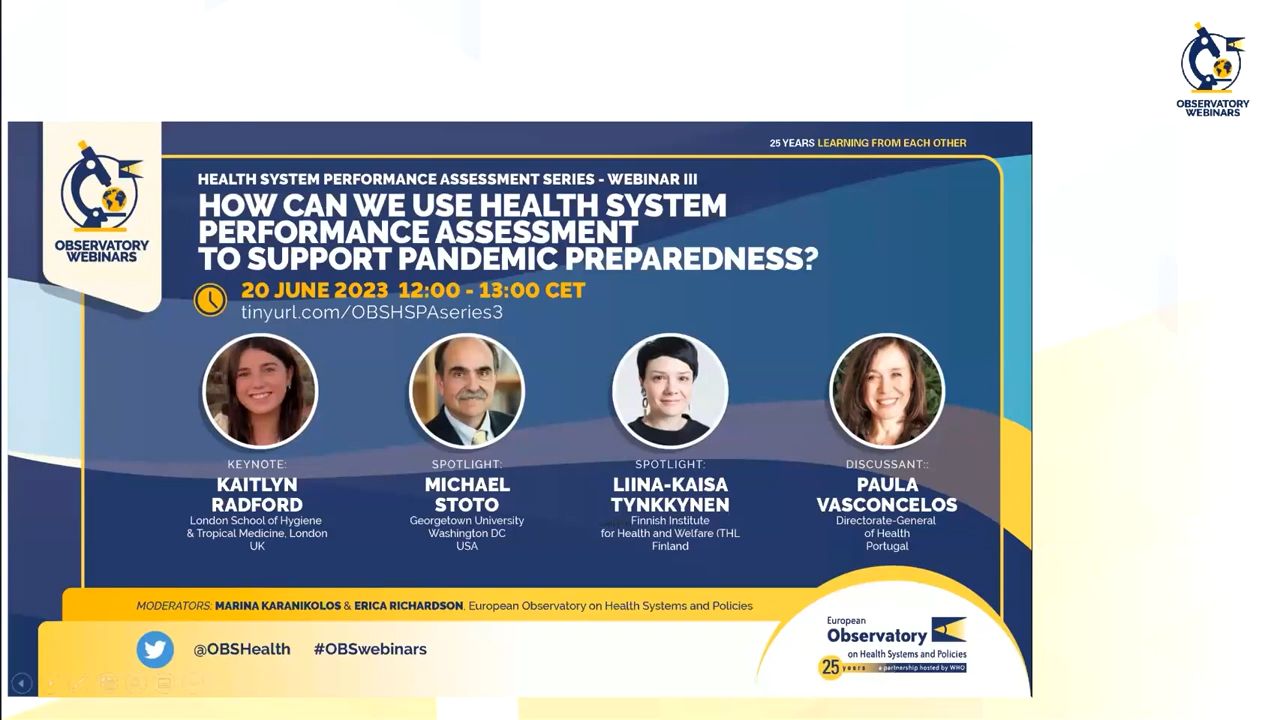 OBSERVATORY
WEBINARS
25 YEARS LEARNING FROM EACH OTHER
OBSERVATORY
WEBINARS
HEALTH SYSTEM PERFORMANCE ASSESSMENT SERIES - WEBINAR III
HOW CAN WE USE HEALTH SYSTEM
PERFORMANCE ASSESSMENT
TO SUPPORT PANDEMIC PREPAREDNESS?
20 JUNE 2023 12:00 - 13:00 CET
tinyurl.com/OBSHSPAseries3
KEYNOTE:
KAITLYN
RADFORD
London School of Hygiene
& Tropical Medicine, London
UK
SPOTLIGHT:
MICHAEL
STOTO
Georgetown University
Washington DC
USA
SPOTLIGHT:
LIINA-KAISA
TYNKKYNEN
Finnish Institute
for Health and Welfare (THL
Finland
DISCUSSANT::
PAULA
VASCONCELOS
Directorate-General
of Health
Portugal
MODERATORS: MARINA KARANIKOLOS & ERICA RICHARDSON, European Observatory on Health Systems and Policies
@OBSHealth #OBSwebinars
European
Observatory
on Health Systems and Policies
25 years a partnership hosted by WHO